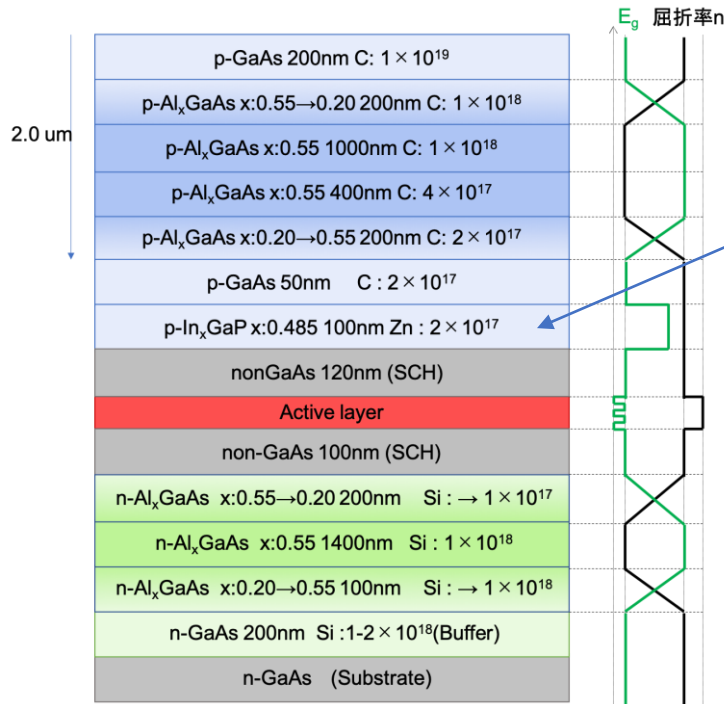 E_g 屈折率n
p-GaAs 200nm C: 1×10¹⁹
p-AlₓGaAs x:0.55→0.20 200nm C: 1×10¹⁸
2.0 um
p-AlₓGaAs x:0.55 1000nm C: 1×10¹⁸
p-AlₓGaAs x:0.55 400nm C: 4×10¹⁷
p-AlₓGaAs x:0.20→0.55 200nm C: 2×10¹⁷
p-GaAs 50nm C : 2×10¹⁷
p-InₓGaP x:0.485 100nm Zn : 2×10¹⁷
nonGaAs 120nm (SCH)
Active layer
non-GaAs 100nm (SCH)
n-AlₓGaAs x:0.55→0.20 200nm Si : → 1×10¹⁷
n-AlₓGaAs x:0.55 1400nm Si : 1×10¹⁸
n-AlₓGaAs x:0.20→0.55 100nm Si : → 1×10¹⁸
n-GaAs 200nm Si :1-2×10¹⁸(Buffer)
n-GaAs (Substrate)